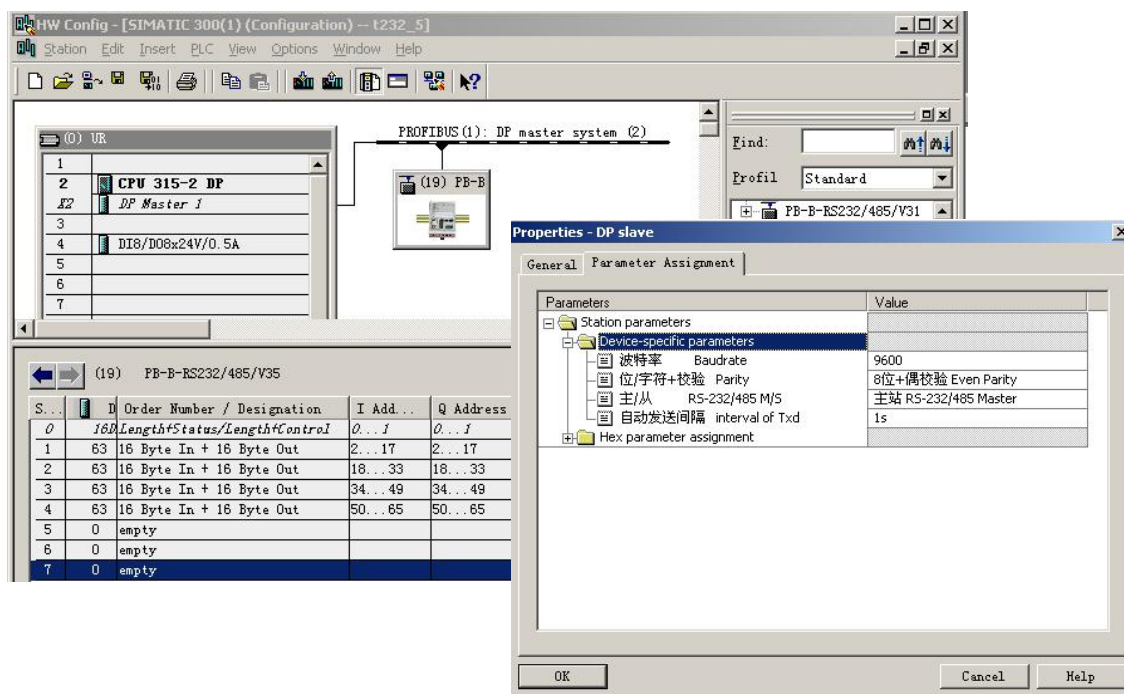 HW Config - [SIMATIC 300(1) (Configuration) -- t232_5]
Station Edit Insert PLC View Options Window Help
(0) UR
1
2 CPU 315-2 DP
X2 DP Master 1
3
4 DI8/DO8x24V/0.5A
5
6
7
PROFIBUS(1): DP master system (2)
(19) PB-B
Find:
Profil Standard
PB-B-RS232/485/V31
(19) PB-B-RS232/485/V35
S... D Order Number / Designation I Add... Q Address
0 16D Length+Status/Length+Control 0...1 0...1
1 63 16 Byte In + 16 Byte Out 2...17 2...17
2 63 16 Byte In + 16 Byte Out 18...33 18...33
3 63 16 Byte In + 16 Byte Out 34...49 34...49
4 63 16 Byte In + 16 Byte Out 50...65 50...65
5 0 empty
6 0 empty
7 0 empty
Properties - DP slave
General Parameter Assignment
Parameters Value
Station parameters
Device-specific parameters
波特率 Baudrate 9600
位/字符+校验 Parity 8位+偶校验 Even Parity
主/从 RS-232/485 M/S 主站 RS-232/485 Master
自动发送间隔 interval of Txd 1s
Hex parameter assignment
OK Cancel Help